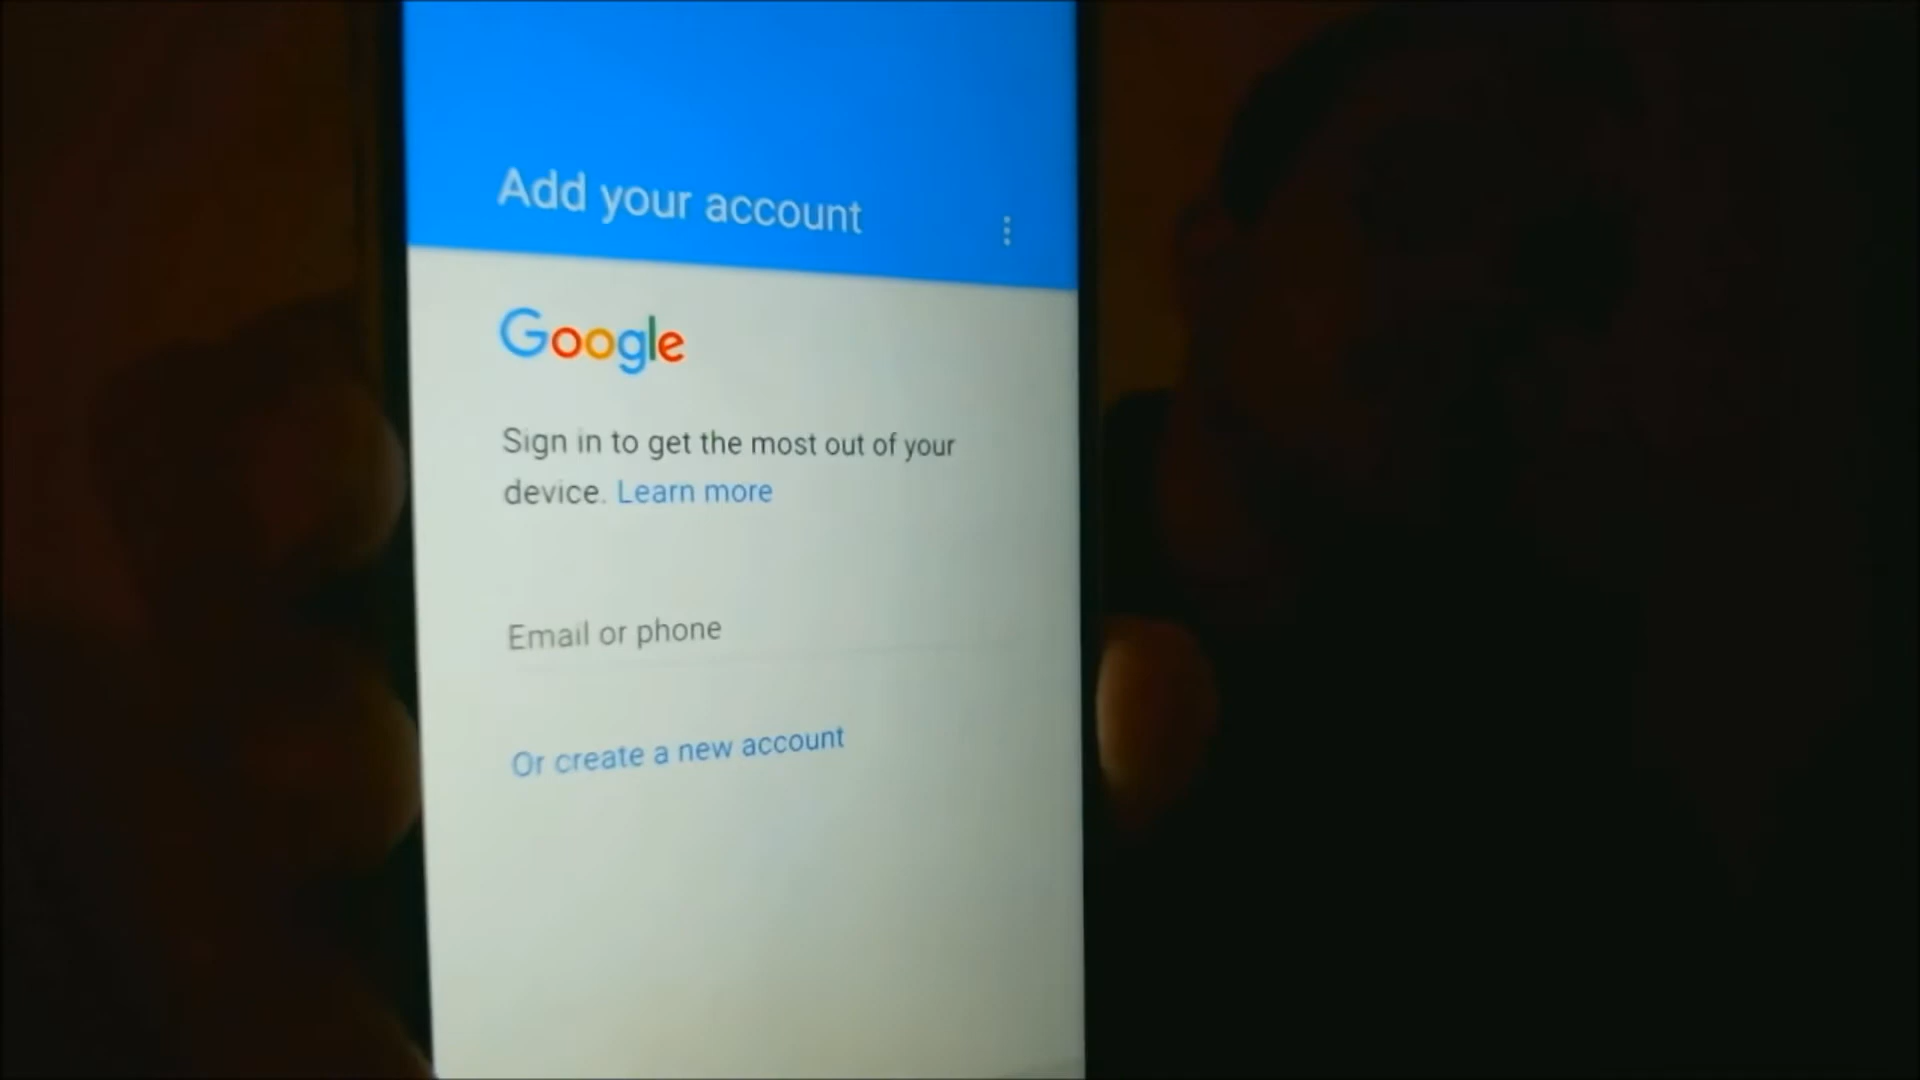 Add your account
Google
Sign in to get the most out of your
device. Learn more
Email or phone
Or create a new account